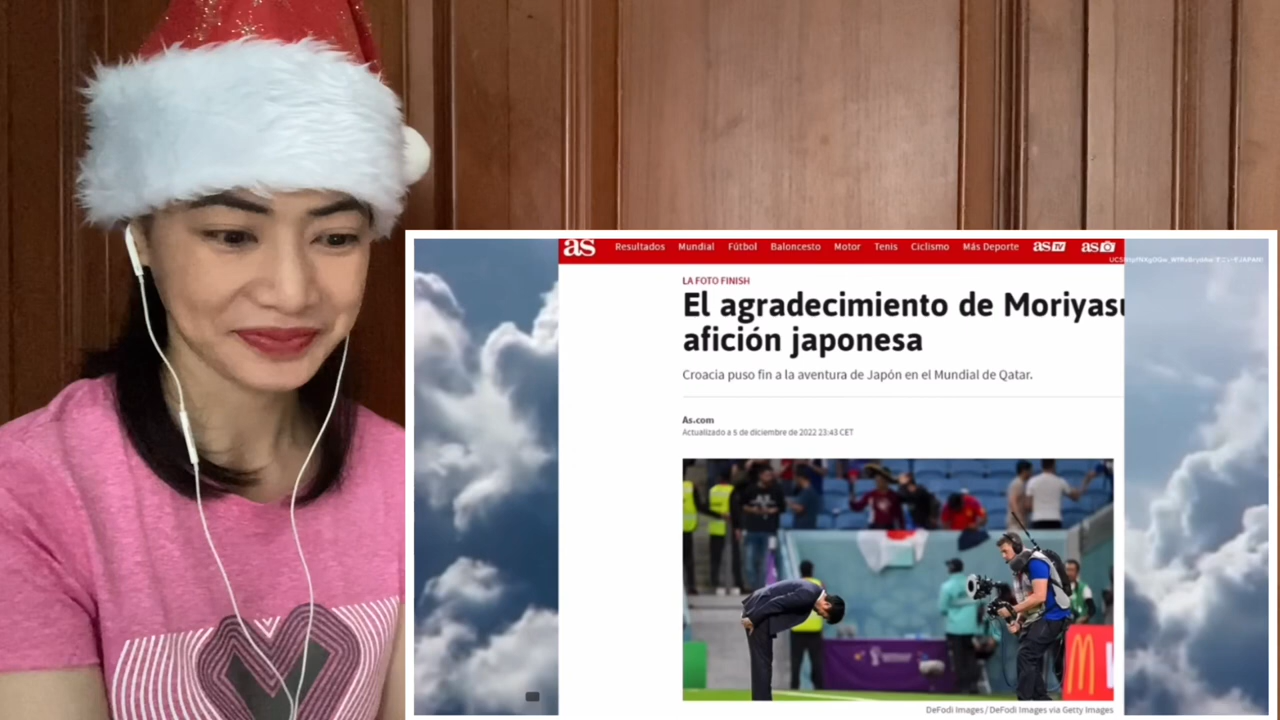 as Resultados Mundial Fútbol Baloncesto Motor Tenis Ciclismo Más Deporte as TV as
LA FOTO FINISH
El agradecimiento de Moriyasu
afición japonesa
Croacia puso fin a la aventura de Japón en el Mundial de Qatar.
As.com
Actualizado a 5 de diciembre de 2022 23:43 CET
DeFodi Images / DeFodi Images via Getty Images